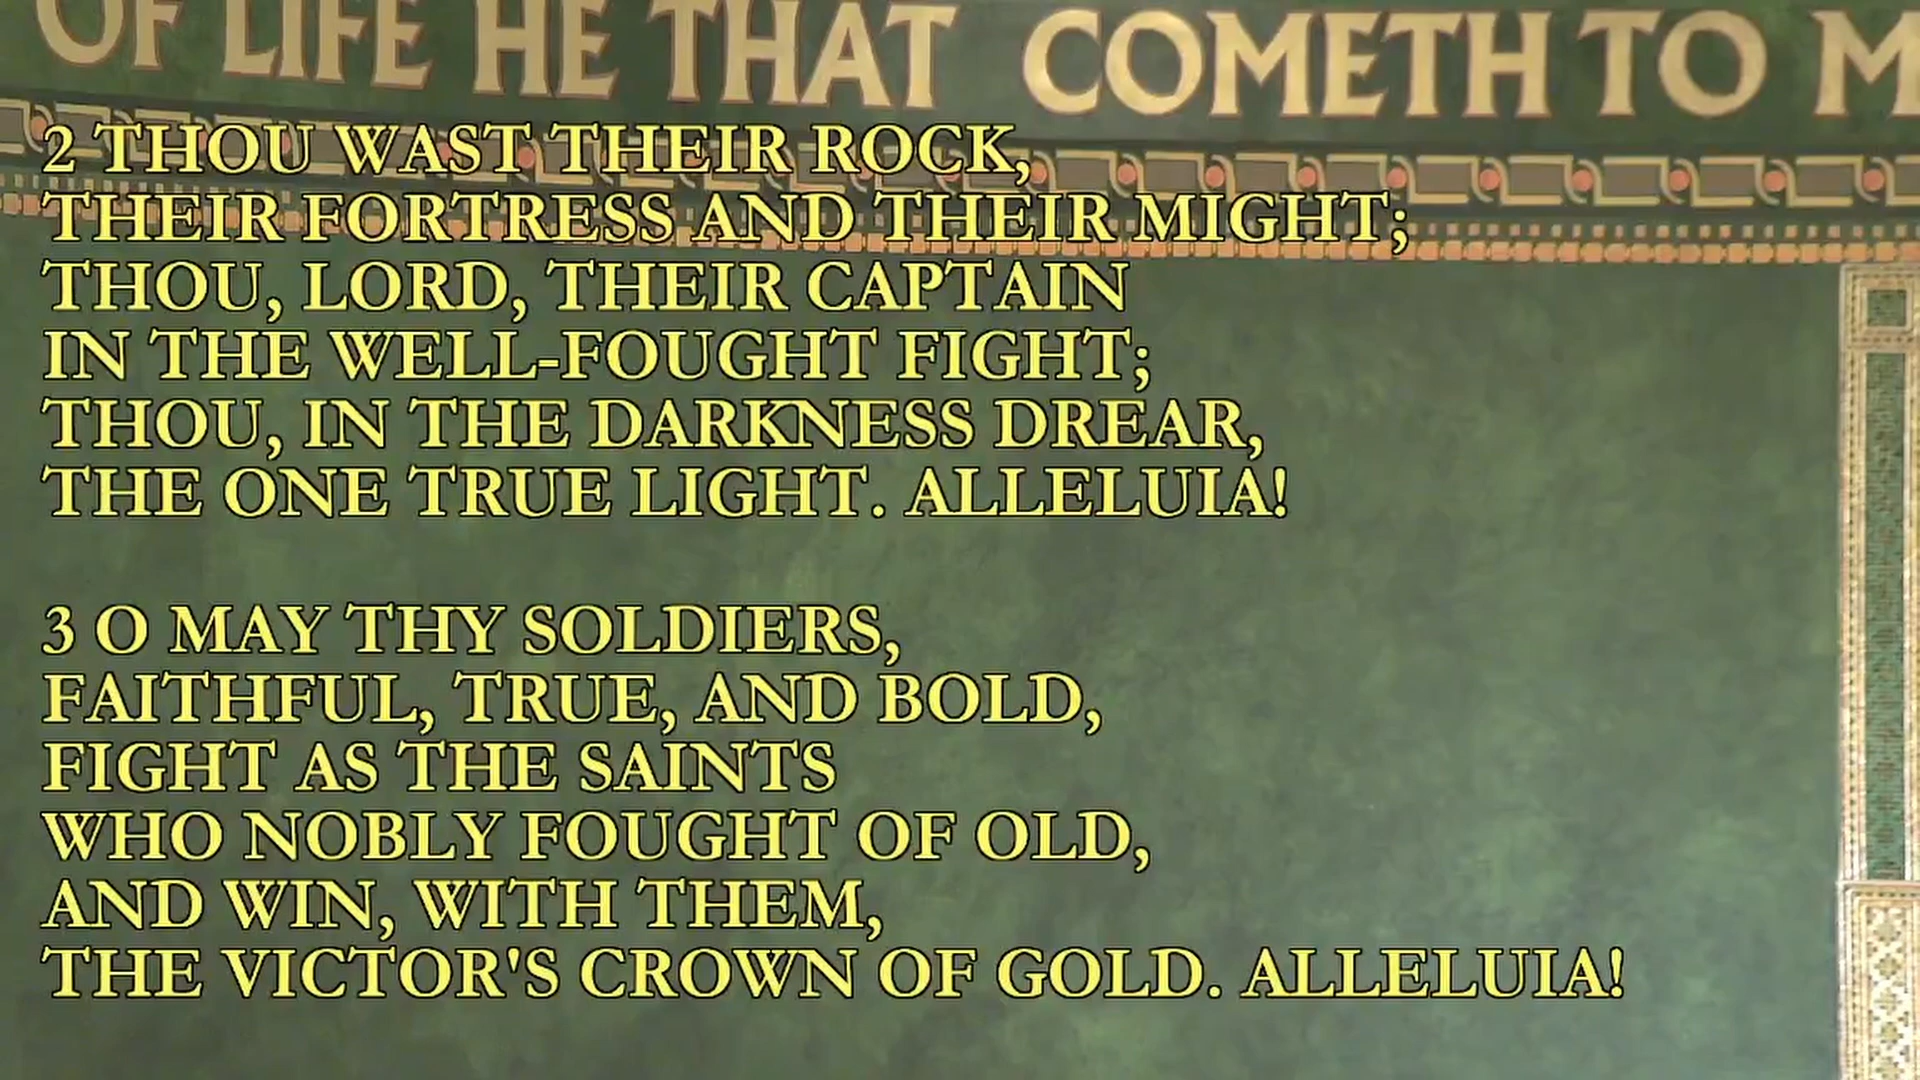 OF LIFE HE THAT COMETH TO M
2 THOU WAST THEIR ROCK,
THEIR FORTRESS AND THEIR MIGHT;
THOU, LORD, THEIR CAPTAIN
IN THE WELL-FOUGHT FIGHT;
THOU, IN THE DARKNESS DREAR,
THE ONE TRUE LIGHT. ALLELUIA!
3 O MAY THY SOLDIERS,
FAITHFUL, TRUE, AND BOLD,
FIGHT AS THE SAINTS
WHO NOBLY FOUGHT OF OLD,
AND WIN, WITH THEM,
THE VICTOR'S CROWN OF GOLD. ALLELUIA!